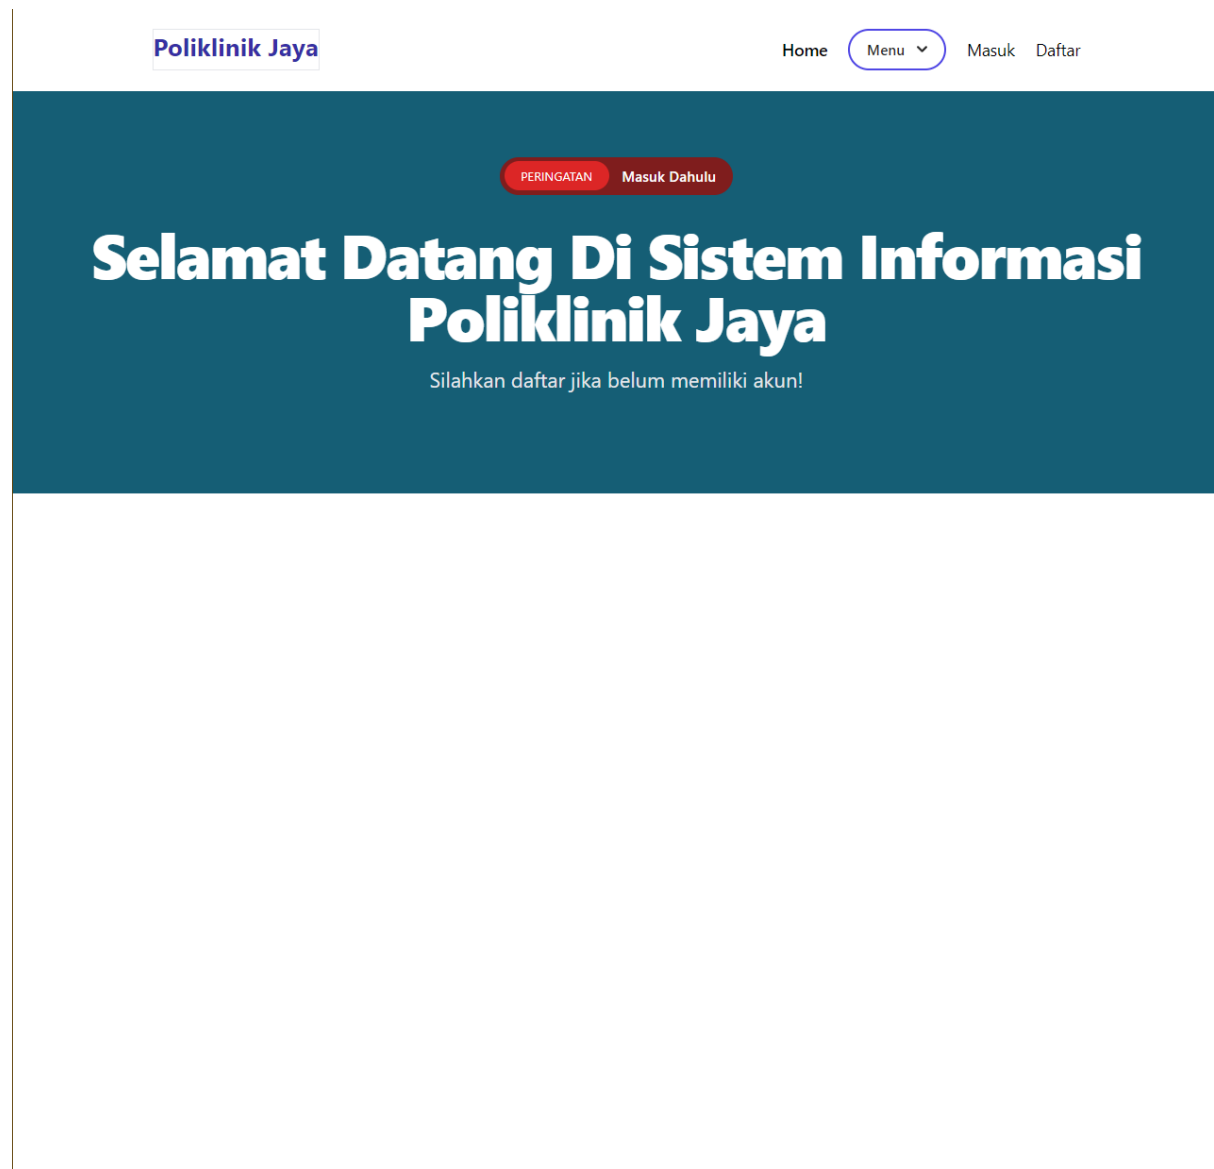 Poliklinik Jaya
Home Menu Masuk Daftar
PERINGATAN Masuk Dahulu
Selamat Datang Di Sistem Informasi
Poliklinik Jaya
Silahkan daftar jika belum memiliki akun!